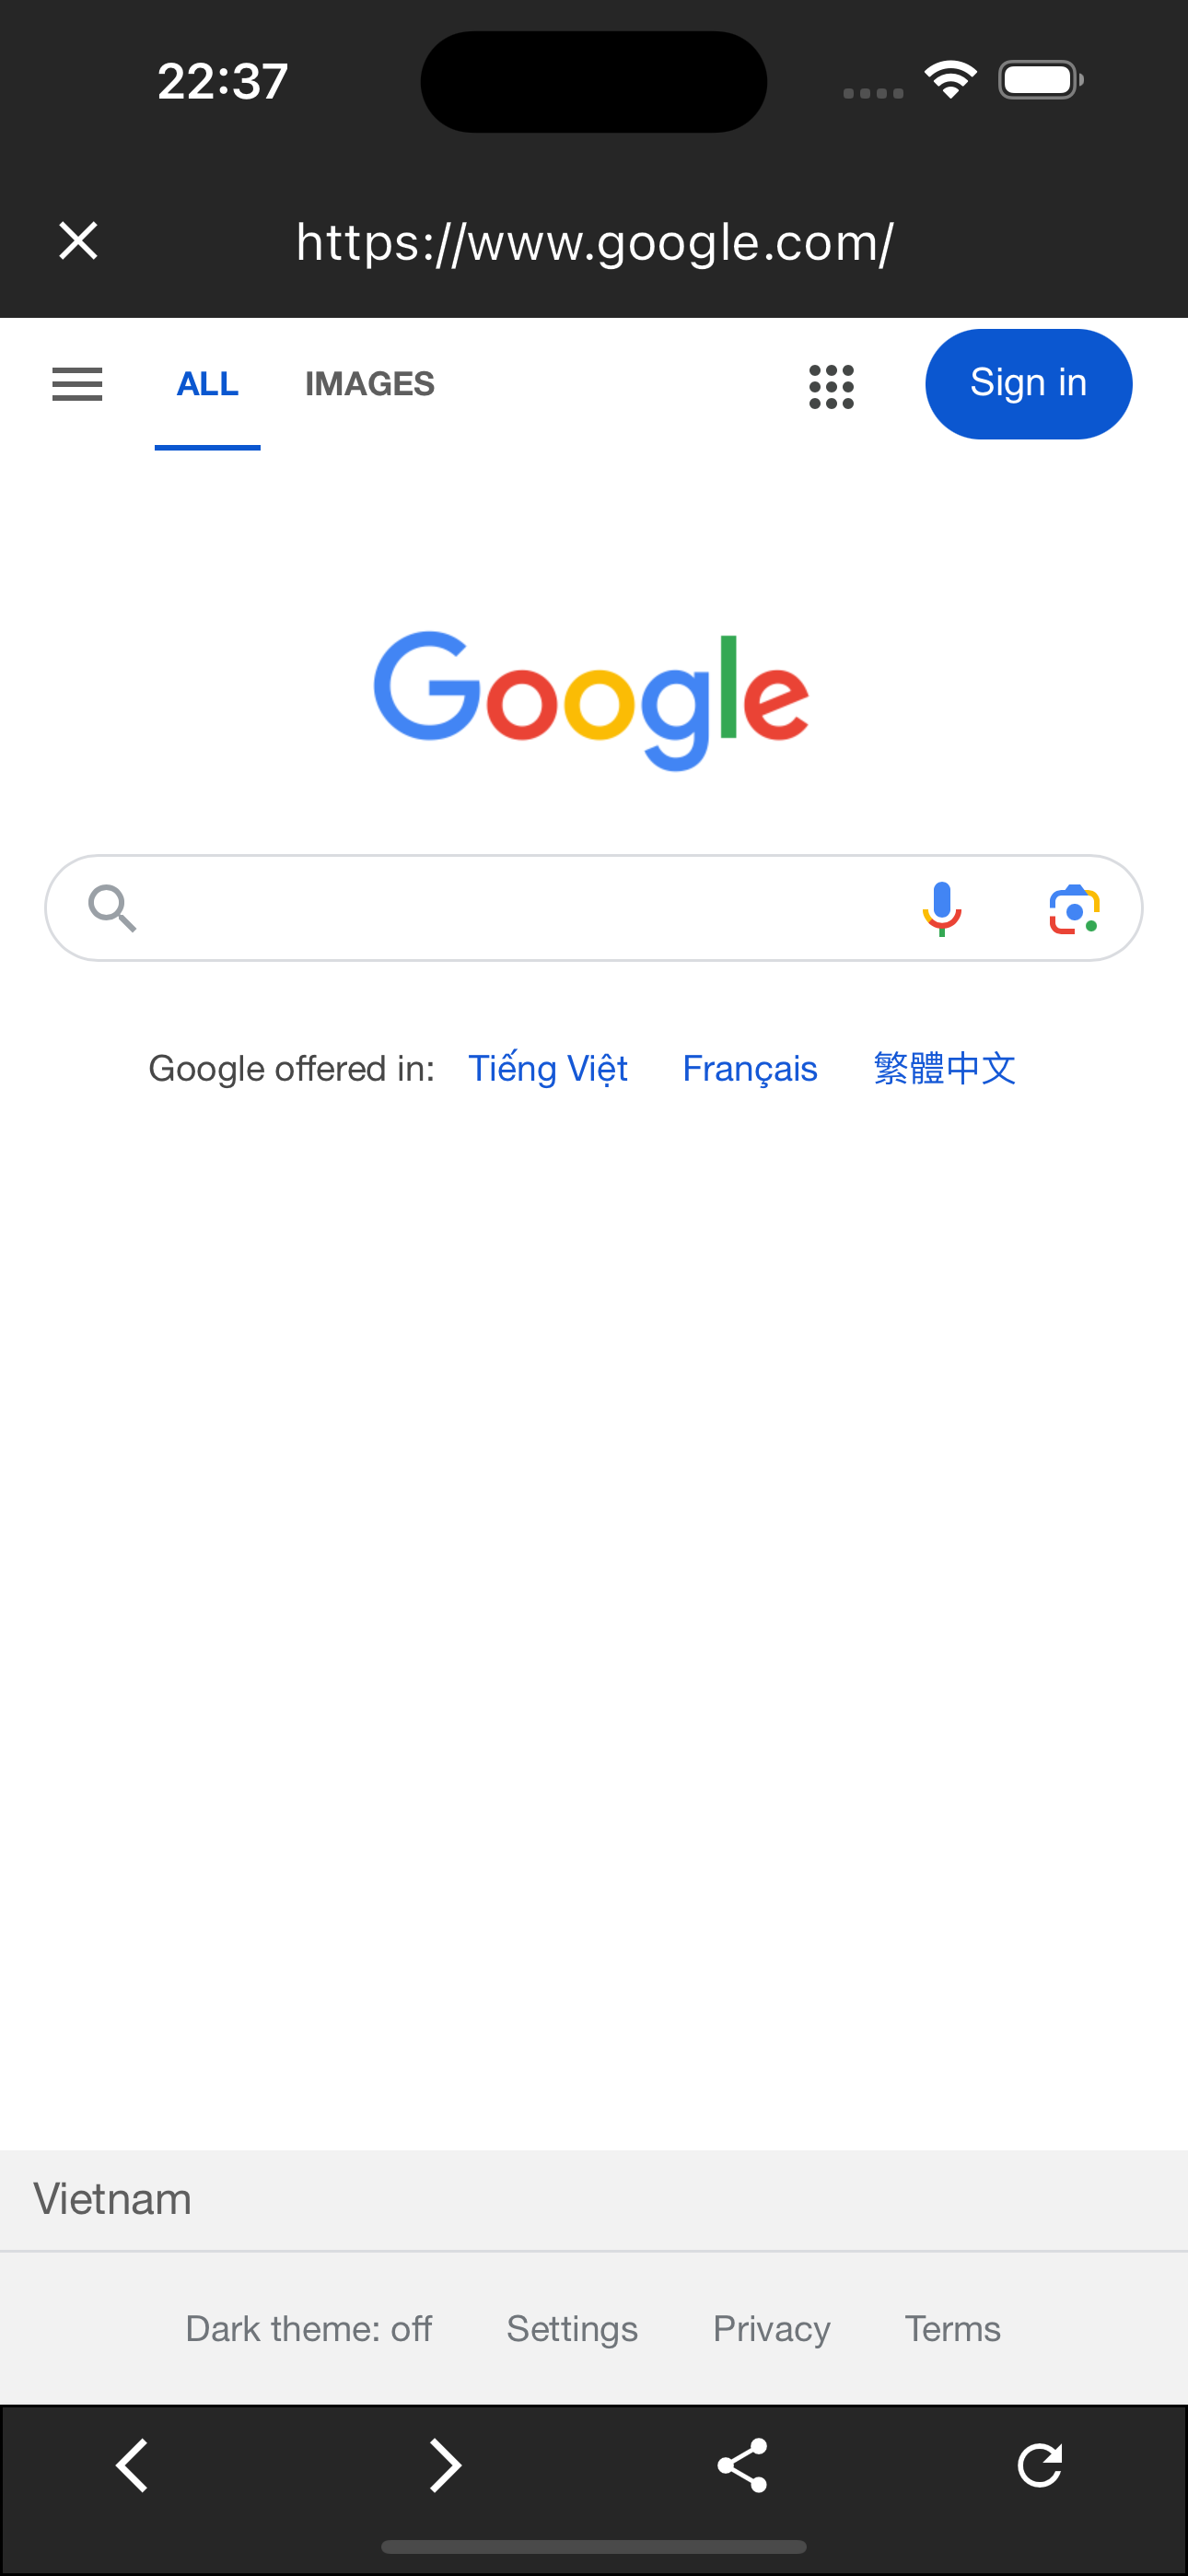 22:37
https://www.google.com/
ALL IMAGES Sign in
Google
Google offered in: Tiếng Việt Français 繁體中文
Vietnam
Dark theme: off Settings Privacy Terms